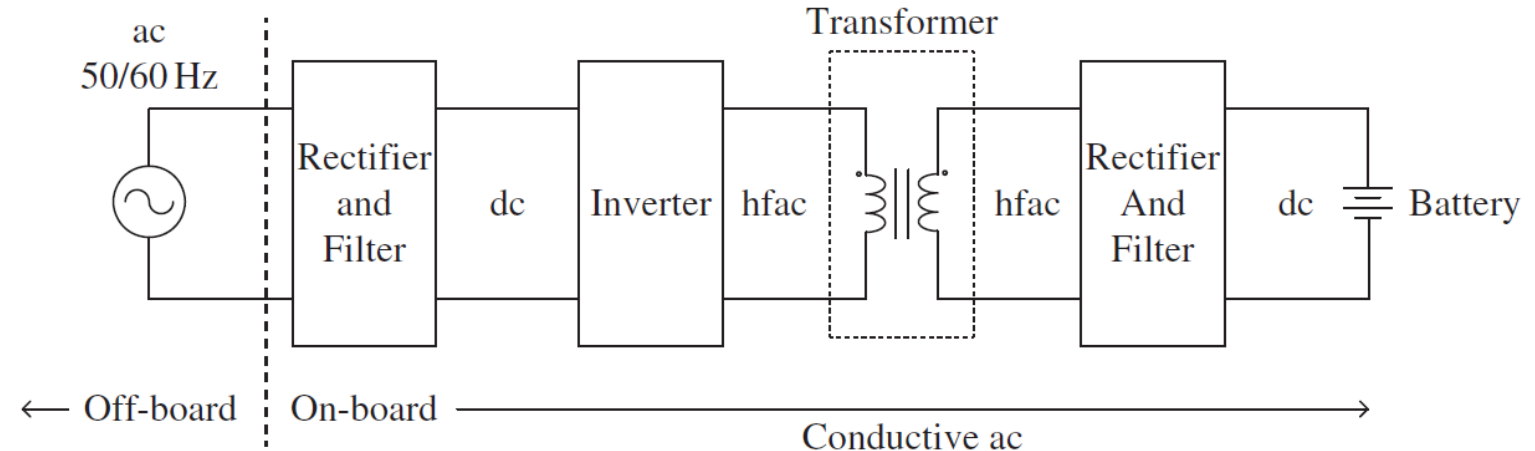 ac
50/60 Hz
Transformer
Rectifier
and
Filter
dc
Inverter
hfac
hfac
Rectifier
And
Filter
dc
Battery
Off-board
On-board
Conductive ac